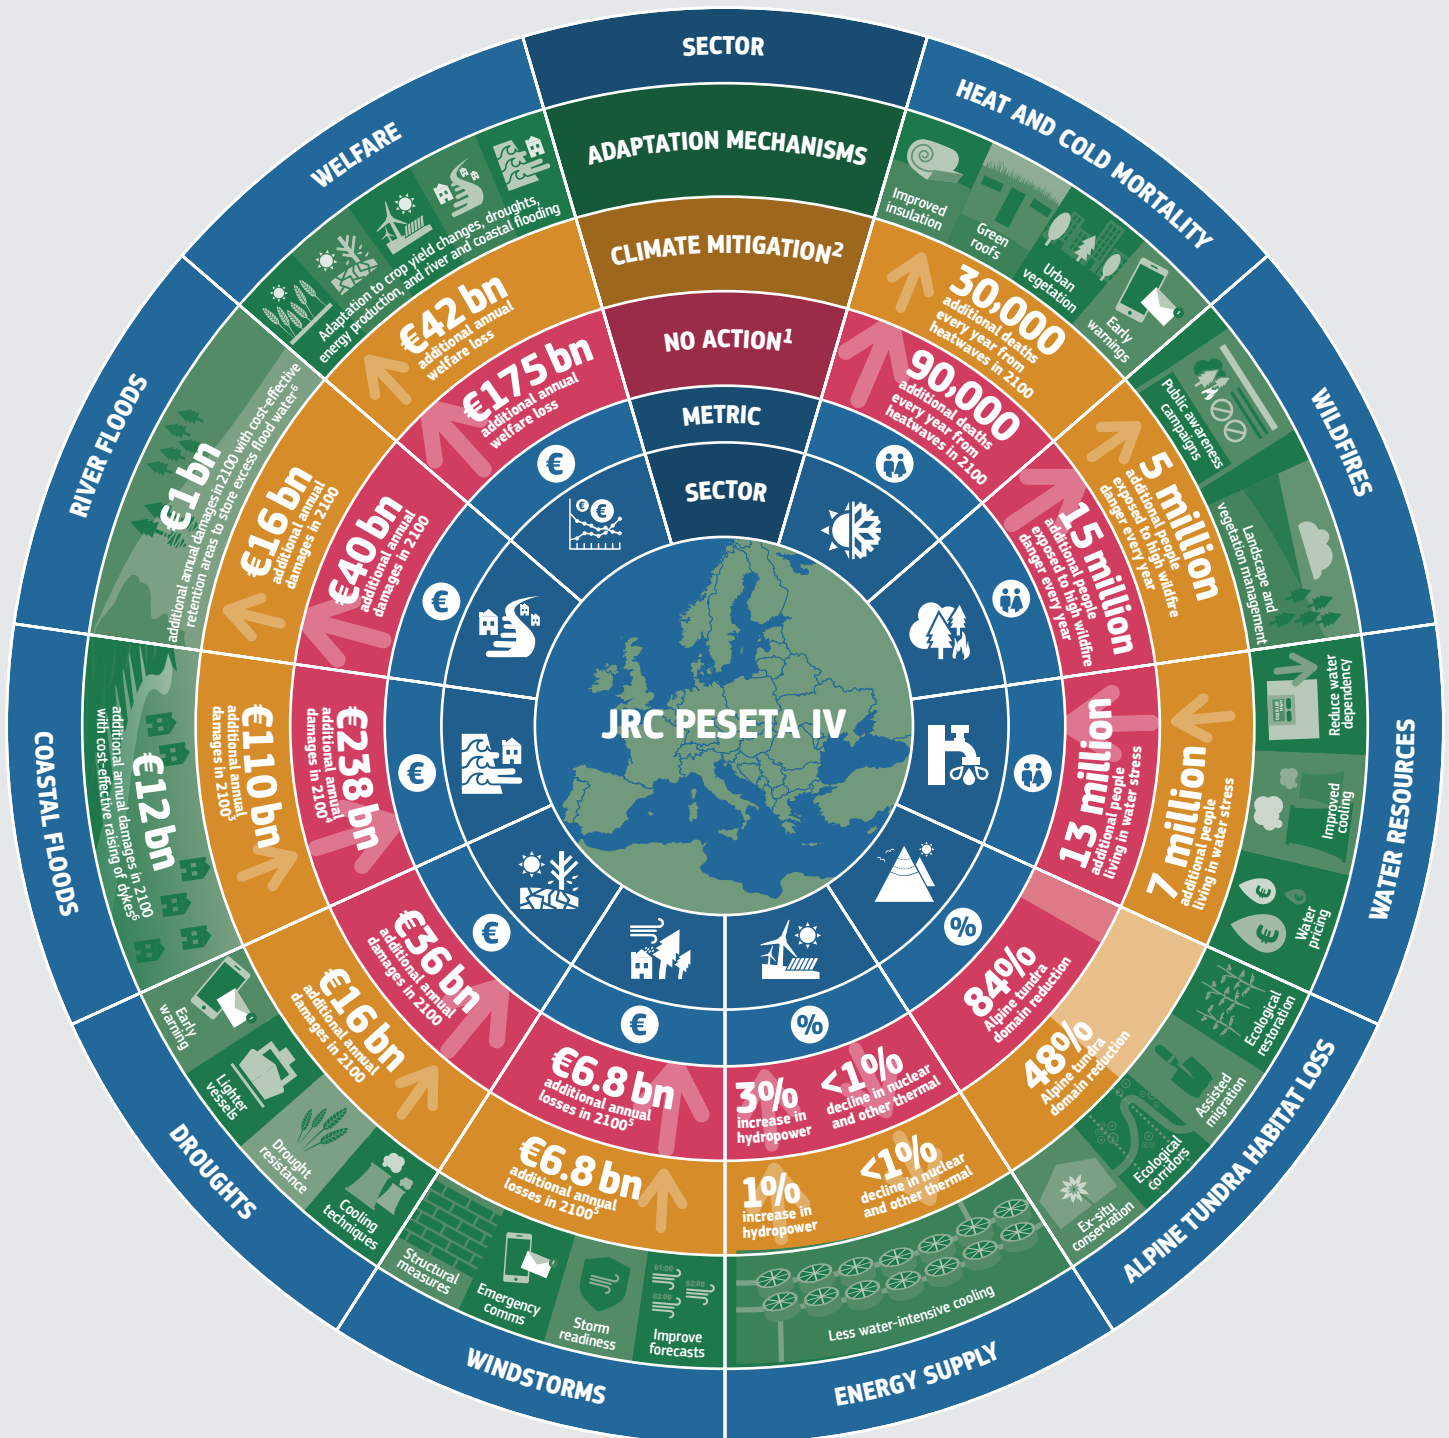 SECTOR
ADAPTATION MECHANISMS
CLIMATE MITIGATION2
NO ACTION1
METRIC
SECTOR
JRC PESETA IV
HEAT AND COLD MORTALITY
Improved
insulation
Green
roofs
Urban
vegetation
Early
warnings
30,000
additional deaths
every year from
heatwaves in 2100
90,000
additional deaths
every year from
heatwaves in 2100
WILDFIRES
Public awareness
campaigns
Landscape and
vegetation management
5 million
additional people
exposed to high wildfire
danger every year
15 million
additional people
exposed to high wildfire
danger every year
WATER RESOURCES
Reduce water
dependency
Improved
cooling
Water
pricing
7 million
additional people
living in water stress
13 million
additional people
living in water stress
ALPINE TUNDRA HABITAT LOSS
Ecological
restoration
Assisted
migration
Ecological
corridors
Ex-situ
conservation
48%
Alpine tundra
domain reduction
84%
Alpine tundra
domain reduction
%
ENERGY SUPPLY
Less water-intensive cooling
1%
increase in
hydropower
<1%
decline in nuclear
and other thermal
3%
increase in
hydropower
<1%
decline in nuclear
and other thermal
%
WINDSTORMS
Structural
measures
Emergency
comms
Storm
readiness
01:00
02:00
03:00
Improve
forecasts
€6.8 bn
additional annual
losses in 21005
€6.8 bn
additional annual
losses in 21005
€
DROUGHTS
Early
warning
Lighter
vessels
Drought
resistance
Cooling
techniques
€16 bn
additional annual
damages in 2100
€36 bn
additional annual
damages in 2100
€
COASTAL FLOODS
€12 bn
additional annual damages in 2100
with cost-effective raising of dykes6
€110 bn
additional annual
damages in 21003
€238 bn
additional annual
damages in 21004
€
RIVER FLOODS
€1 bn
additional annual damages in 2100 with cost-effective
retention areas to store excess flood water6
€16 bn
additional annual
damages in 2100
€40 bn
additional annual
damages in 2100
€
WELFARE
Adaptation to crop yield changes, droughts,
energy production, and river and coastal flooding
€42 bn
additional annual
welfare loss
€175 bn
additional annual
welfare loss
€
€ €